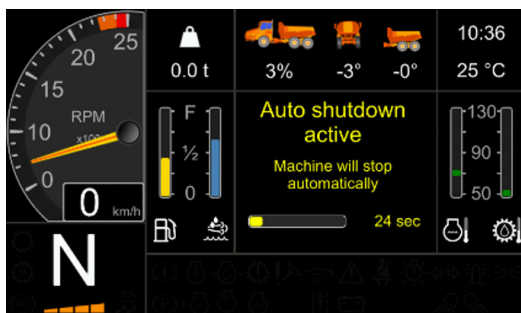 25
20
15
RPM
x100
10
0
0 km/h
N
0.0 t
3%
-3°
-0°
10:36
25 °C
F
½
0
Auto shutdown
active
Machine will stop
automatically
24 sec
130
90
50